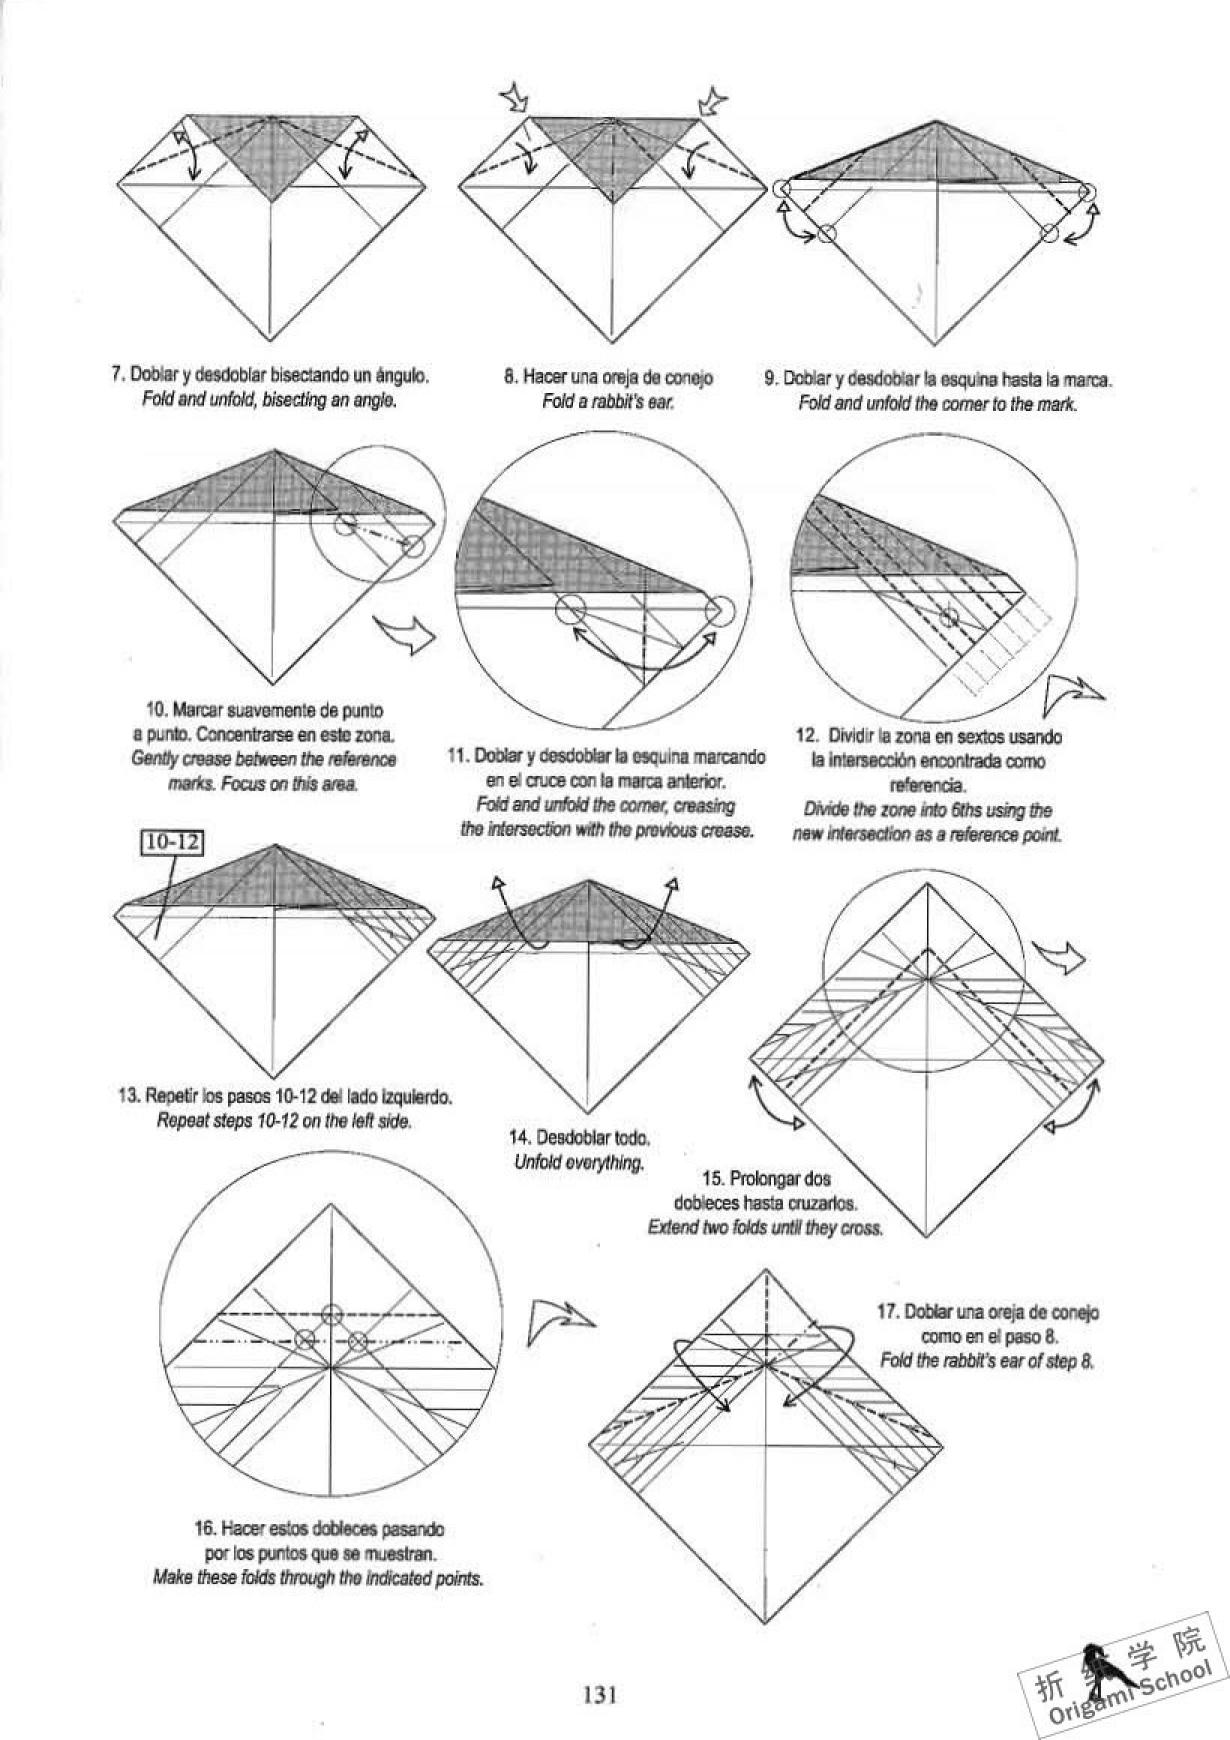 7. Doblar y desdoblar bisectando un ángulo.
Fold and unfold, bisecting an angle.
8. Hacer una oreja de conejo
Fold a rabbit's ear.
9. Doblar y desdoblar la esquina hasta la marca.
Fold and unfold the corner to the mark.
10. Marcar suavemente de punto
a punto. Concentrarse en este zona.
Gently crease between the reference
marks. Focus on this area.
11. Doblar y desdoblar la esquina marcando
en el cruce con la marca anterior.
Fold and unfold the corner, creasing
the intersection with the previous crease.
12. Dividir la zona en sextos usando
la intersección encontrada como
referencia.
Divide the zone into 6ths using the
new intersection as a reference point.
10-12
13. Repetir los pasos 10-12 del lado izquierdo.
Repeat steps 10-12 on the left side.
14. Desdoblar todo.
Unfold everything.
15. Prolongar dos
dobleces hasta cruzarlos.
Extend two folds until they cross.
16. Hacer estos dobleces pasando
por los puntos que se muestran.
Make these folds through the indicated points.
17. Doblar una oreja de conejo
como en el paso 8.
Fold the rabbit's ear of step 8.
131
折纸学院
Origami School